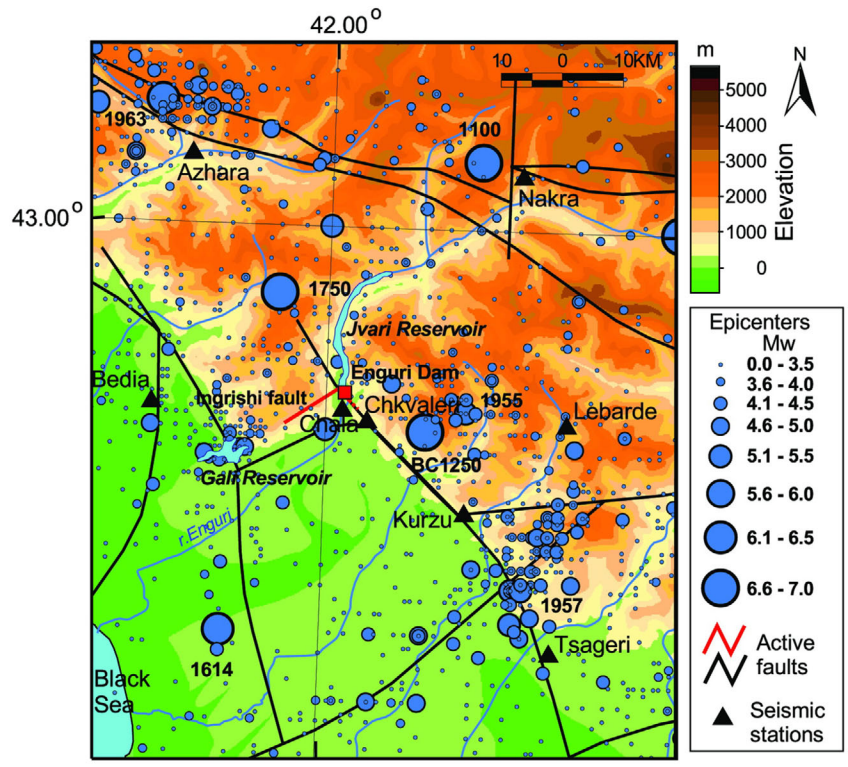 42.00°
m
N
10 0 10KM
5000
4000
3000
2000
1000
0
Elevation
1963
1100
Azhara
Nakra
43.00°
1750
Jvari Reservoir
Enguri Dam
Bedia
Ingrishi fault
1955
Chkvaleri
Lebarde
Chala
BC1250
Gali Reservoir
Kurzu
r.Enguri
1957
1614
Tsageri
Black
Sea
Epicenters
Mw
0.0 - 3.5
3.6 - 4.0
4.1 - 4.5
4.6 - 5.0
5.1 - 5.5
5.6 - 6.0
6.1 - 6.5
6.6 - 7.0
Active
faults
Seismic
stations